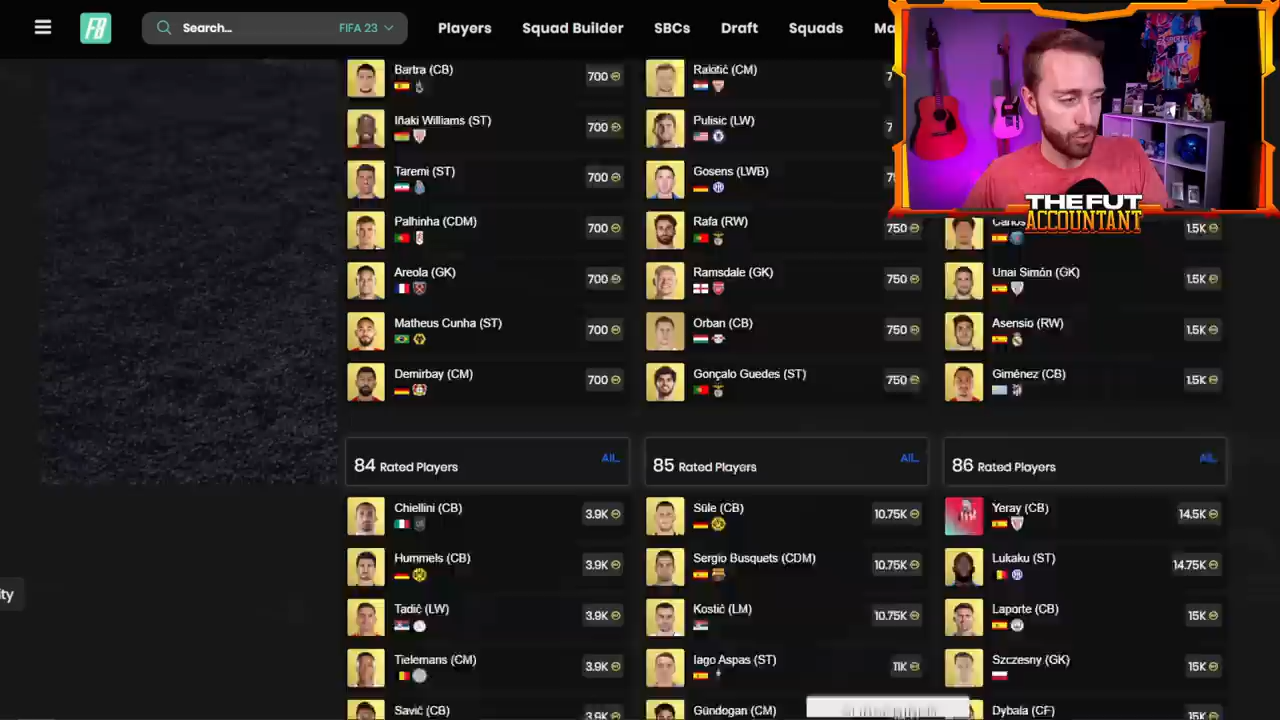 FB
Search...
FIFA 23
Players
Squad Builder
SBCs
Draft
Squads
THE FUT
ACCOUNTANT
Bartra (CB)
700
Iñaki Williams (ST)
700
Taremi (ST)
700
Palhinha (CDM)
700
Areola (GK)
700
Matheus Cunha (ST)
700
Demirbay (CM)
700
Rakitić (CM)
Pulisic (LW)
Gosens (LWB)
Rafa (RW)
750
Ramsdale (GK)
750
Orban (CB)
750
Gonçalo Guedes (ST)
750
1.5K
Unai Simón (GK)
1.5K
Asensio (RW)
1.5K
Giménez (CB)
1.5K
84 Rated Players
All..
Chiellini (CB)
3.9K
Hummels (CB)
3.9K
Tadić (LW)
3.9K
Tielemans (CM)
3.9K
Savić (CB)
3.9K
85 Rated Players
All..
Süle (CB)
10.75K
Sergio Busquets (CDM)
10.75K
Kostić (LM)
10.75K
Iago Aspas (ST)
11K
Gündogan (CM)
86 Rated Players
All..
Yeray (CB)
14.5K
Lukaku (ST)
14.75K
Laporte (CB)
15K
Szczesny (GK)
15K
Dybala (CF)
15K
ity